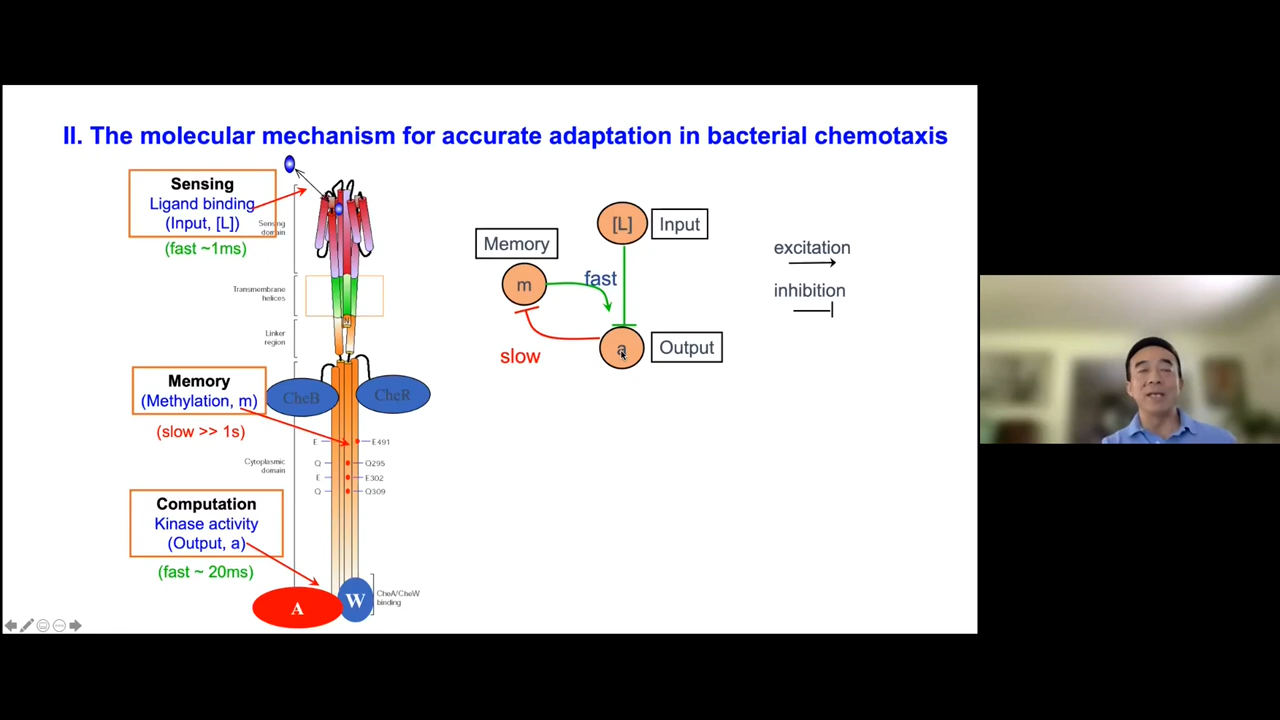 II. The molecular mechanism for accurate adaptation in bacterial chemotaxis
Sensing
Ligand binding
(Input, [L])
(fast ~1ms)
Sensing
domain
Transmembrane
helices
Linker
region
Memory
(Methylation, m)
(slow >> 1s)
CheB
CheR
E
E491
Q
Q295
E
E302
Q
Q309
Cytoplasmic
domain
Computation
Kinase activity
(Output, a)
(fast ~ 20ms)
A
W
CheA/CheW
binding
[L]
Input
Memory
m
fast
slow
a
Output
excitation
inhibition